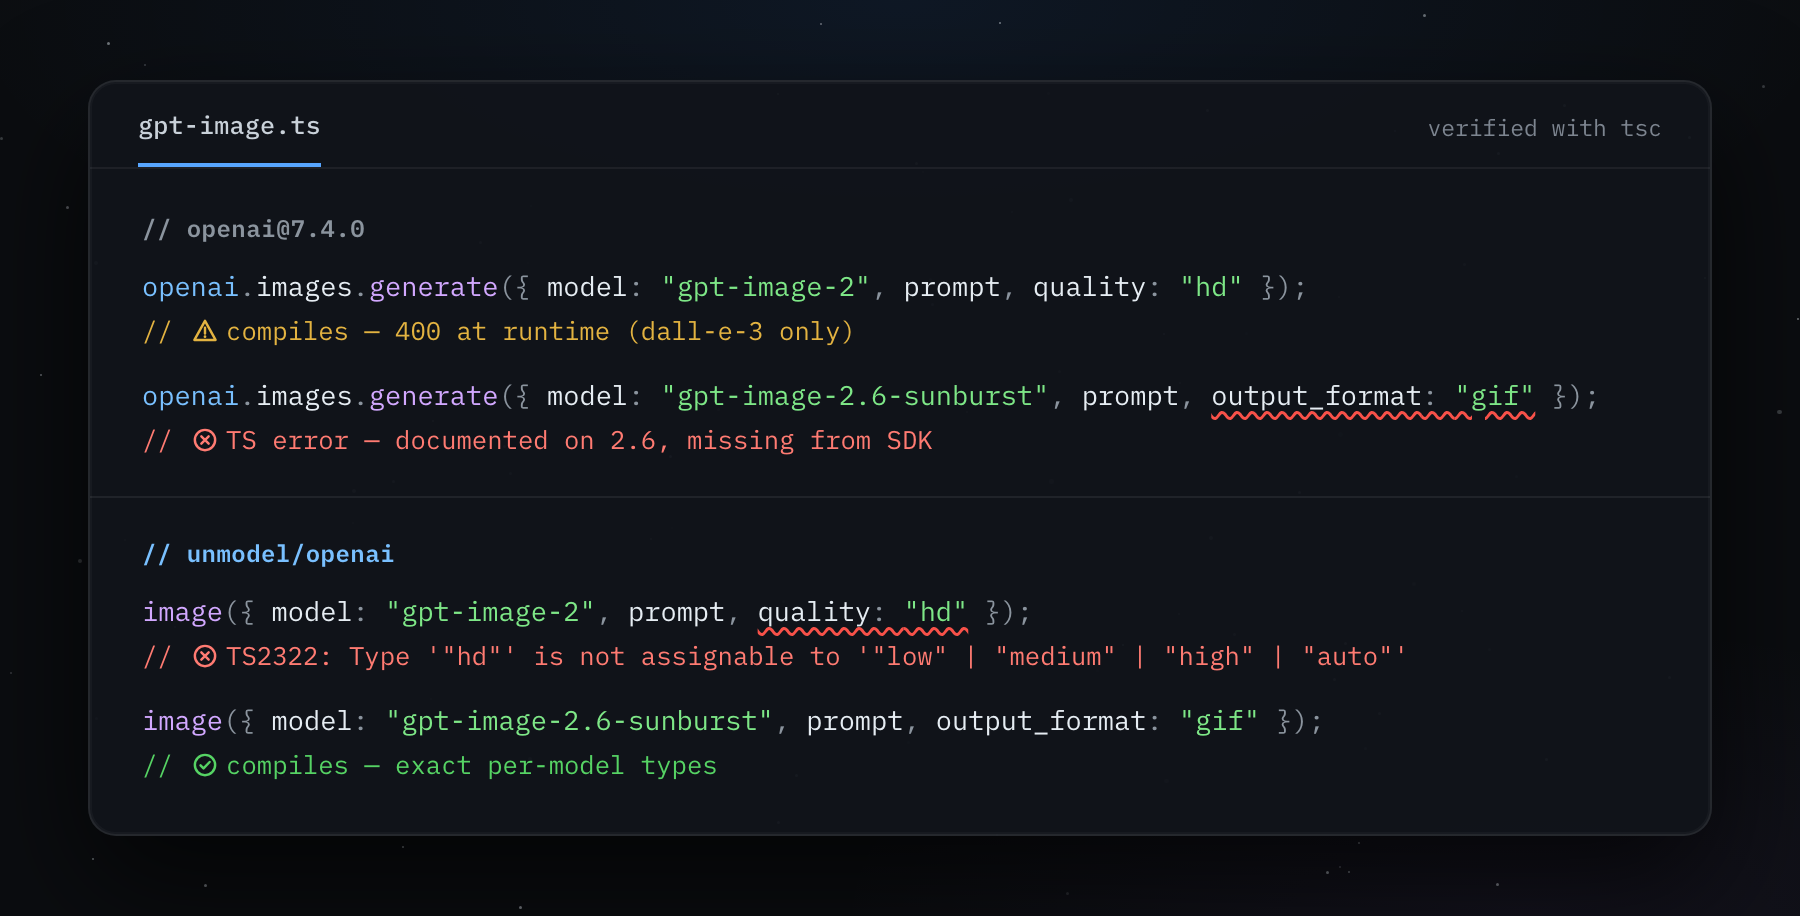 gpt-image.ts
verified with tsc
// openai@7.4.0
openai.images.generate({ model: "gpt-image-2", prompt, quality: "hd" });
// ⚠ compiles — 400 at runtime (dall-e-3 only)
openai.images.generate({ model: "gpt-image-2.6-sunburst", prompt, output_format: "gif" });
// ⊗ TS error — documented on 2.6, missing from SDK
// unmodel/openai
image({ model: "gpt-image-2", prompt, quality: "hd" });
// ⊗ TS2322: Type '"hd"' is not assignable to '"low" | "medium" | "high" | "auto"'
image({ model: "gpt-image-2.6-sunburst", prompt, output_format: "gif" });
// ✓ compiles — exact per-model types